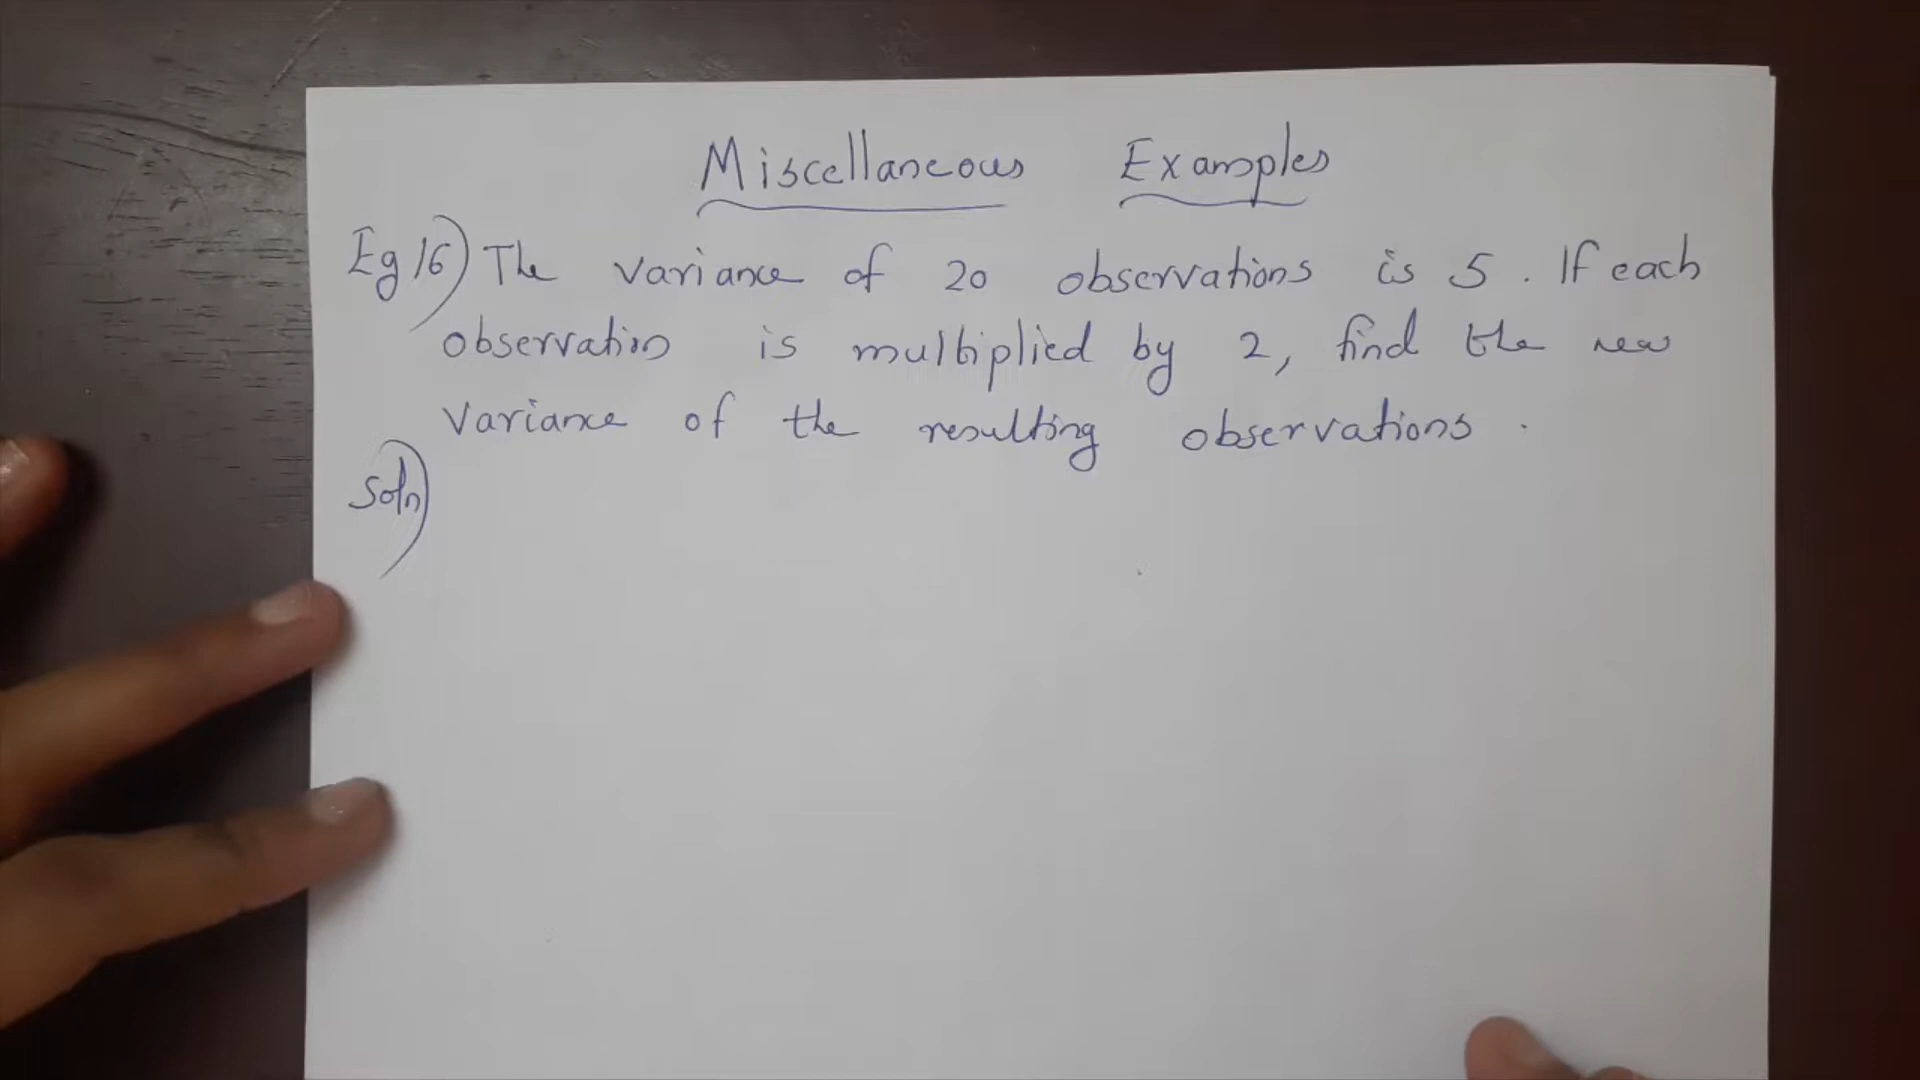 Miscellaneous Examples
Eg 16) The variance of 20 observations is 5. If each
observation is multiplied by 2, find the new
variance of the resulting observations.
Soln)